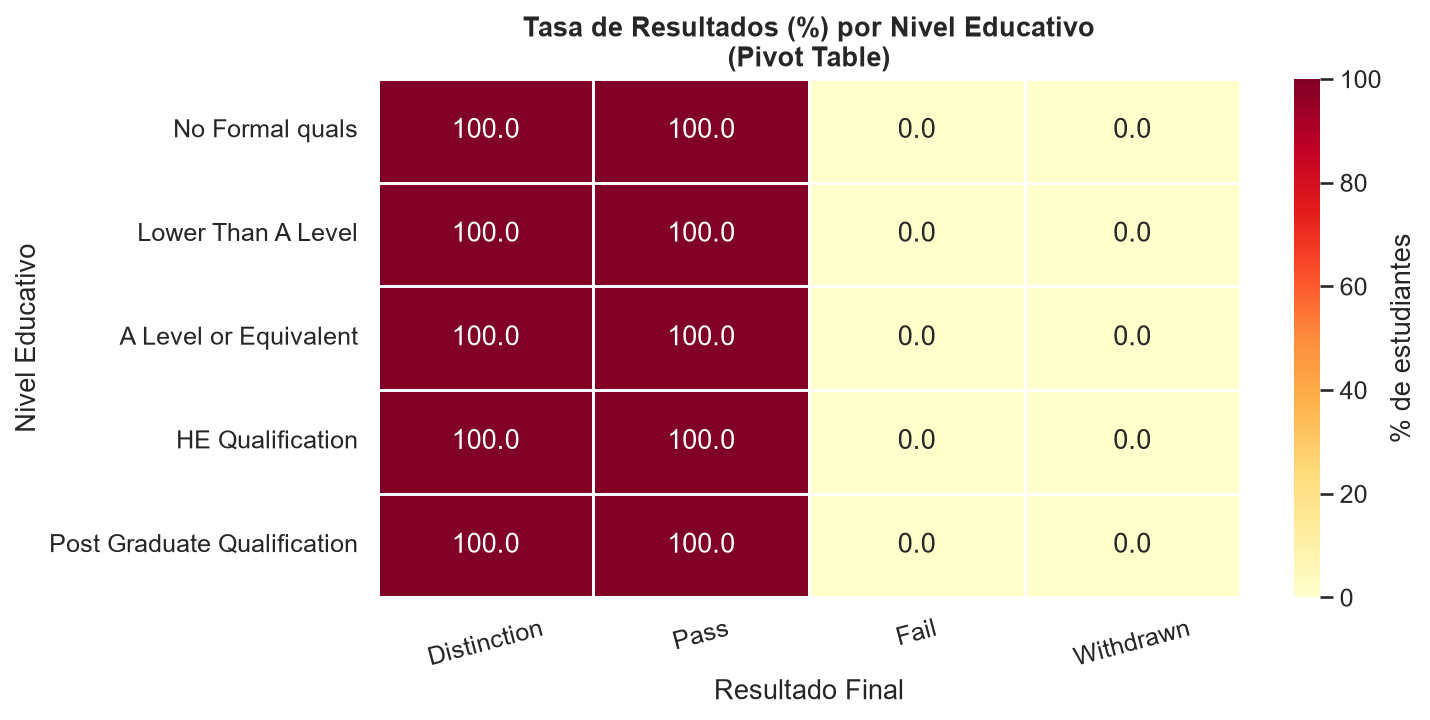 Tasa de Resultados (%) por Nivel Educativo
(Pivot Table)
Nivel Educativo
No Formal quals 100.0 100.0 0.0 0.0
Lower Than A Level 100.0 100.0 0.0 0.0
A Level or Equivalent 100.0 100.0 0.0 0.0
HE Qualification 100.0 100.0 0.0 0.0
Post Graduate Qualification 100.0 100.0 0.0 0.0
Distinction Pass Fail Withdrawn
Resultado Final
100
80
60
40
20
0
% de estudiantes